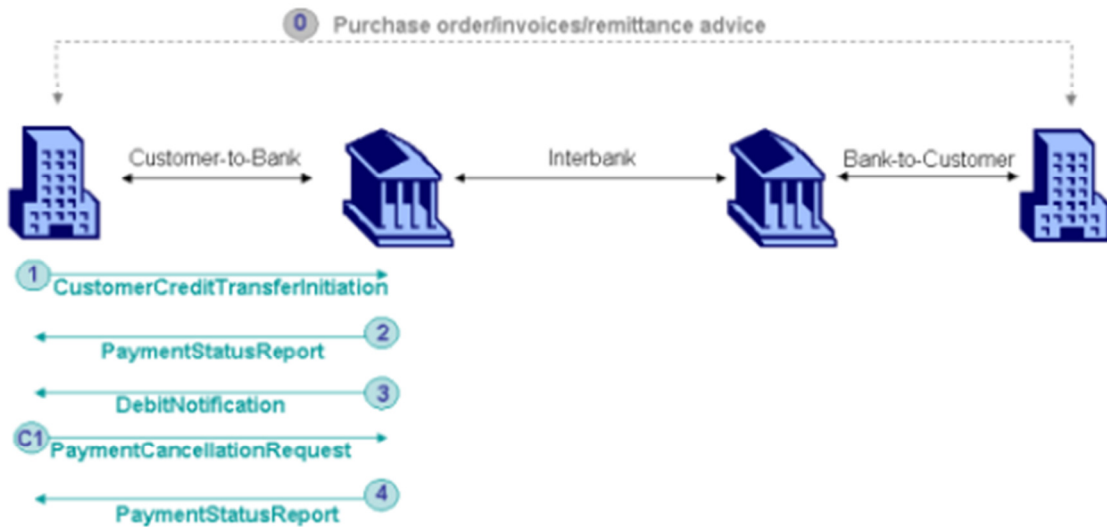 0 Purchase order/invoices/remittance advice
Customer-to-Bank
Interbank
Bank-to-Customer
1
CustomerCreditTransferInitiation
2
PaymentStatusReport
3
DebitNotification
C1
PaymentCancellationRequest
4
PaymentStatusReport